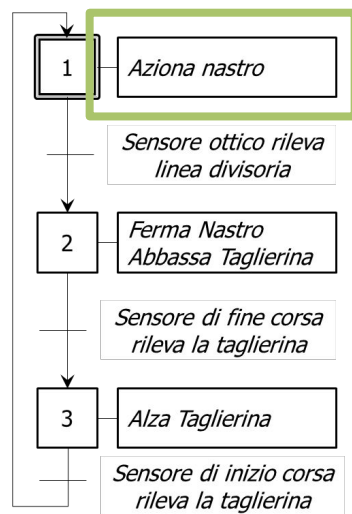 1
Aziona nastro
Sensore ottico rileva
linea divisoria
2
Ferma Nastro
Abbassa Taglierina
Sensore di fine corsa
rileva la taglierina
3
Alza Taglierina
Sensore di inizio corsa
rileva la taglierina